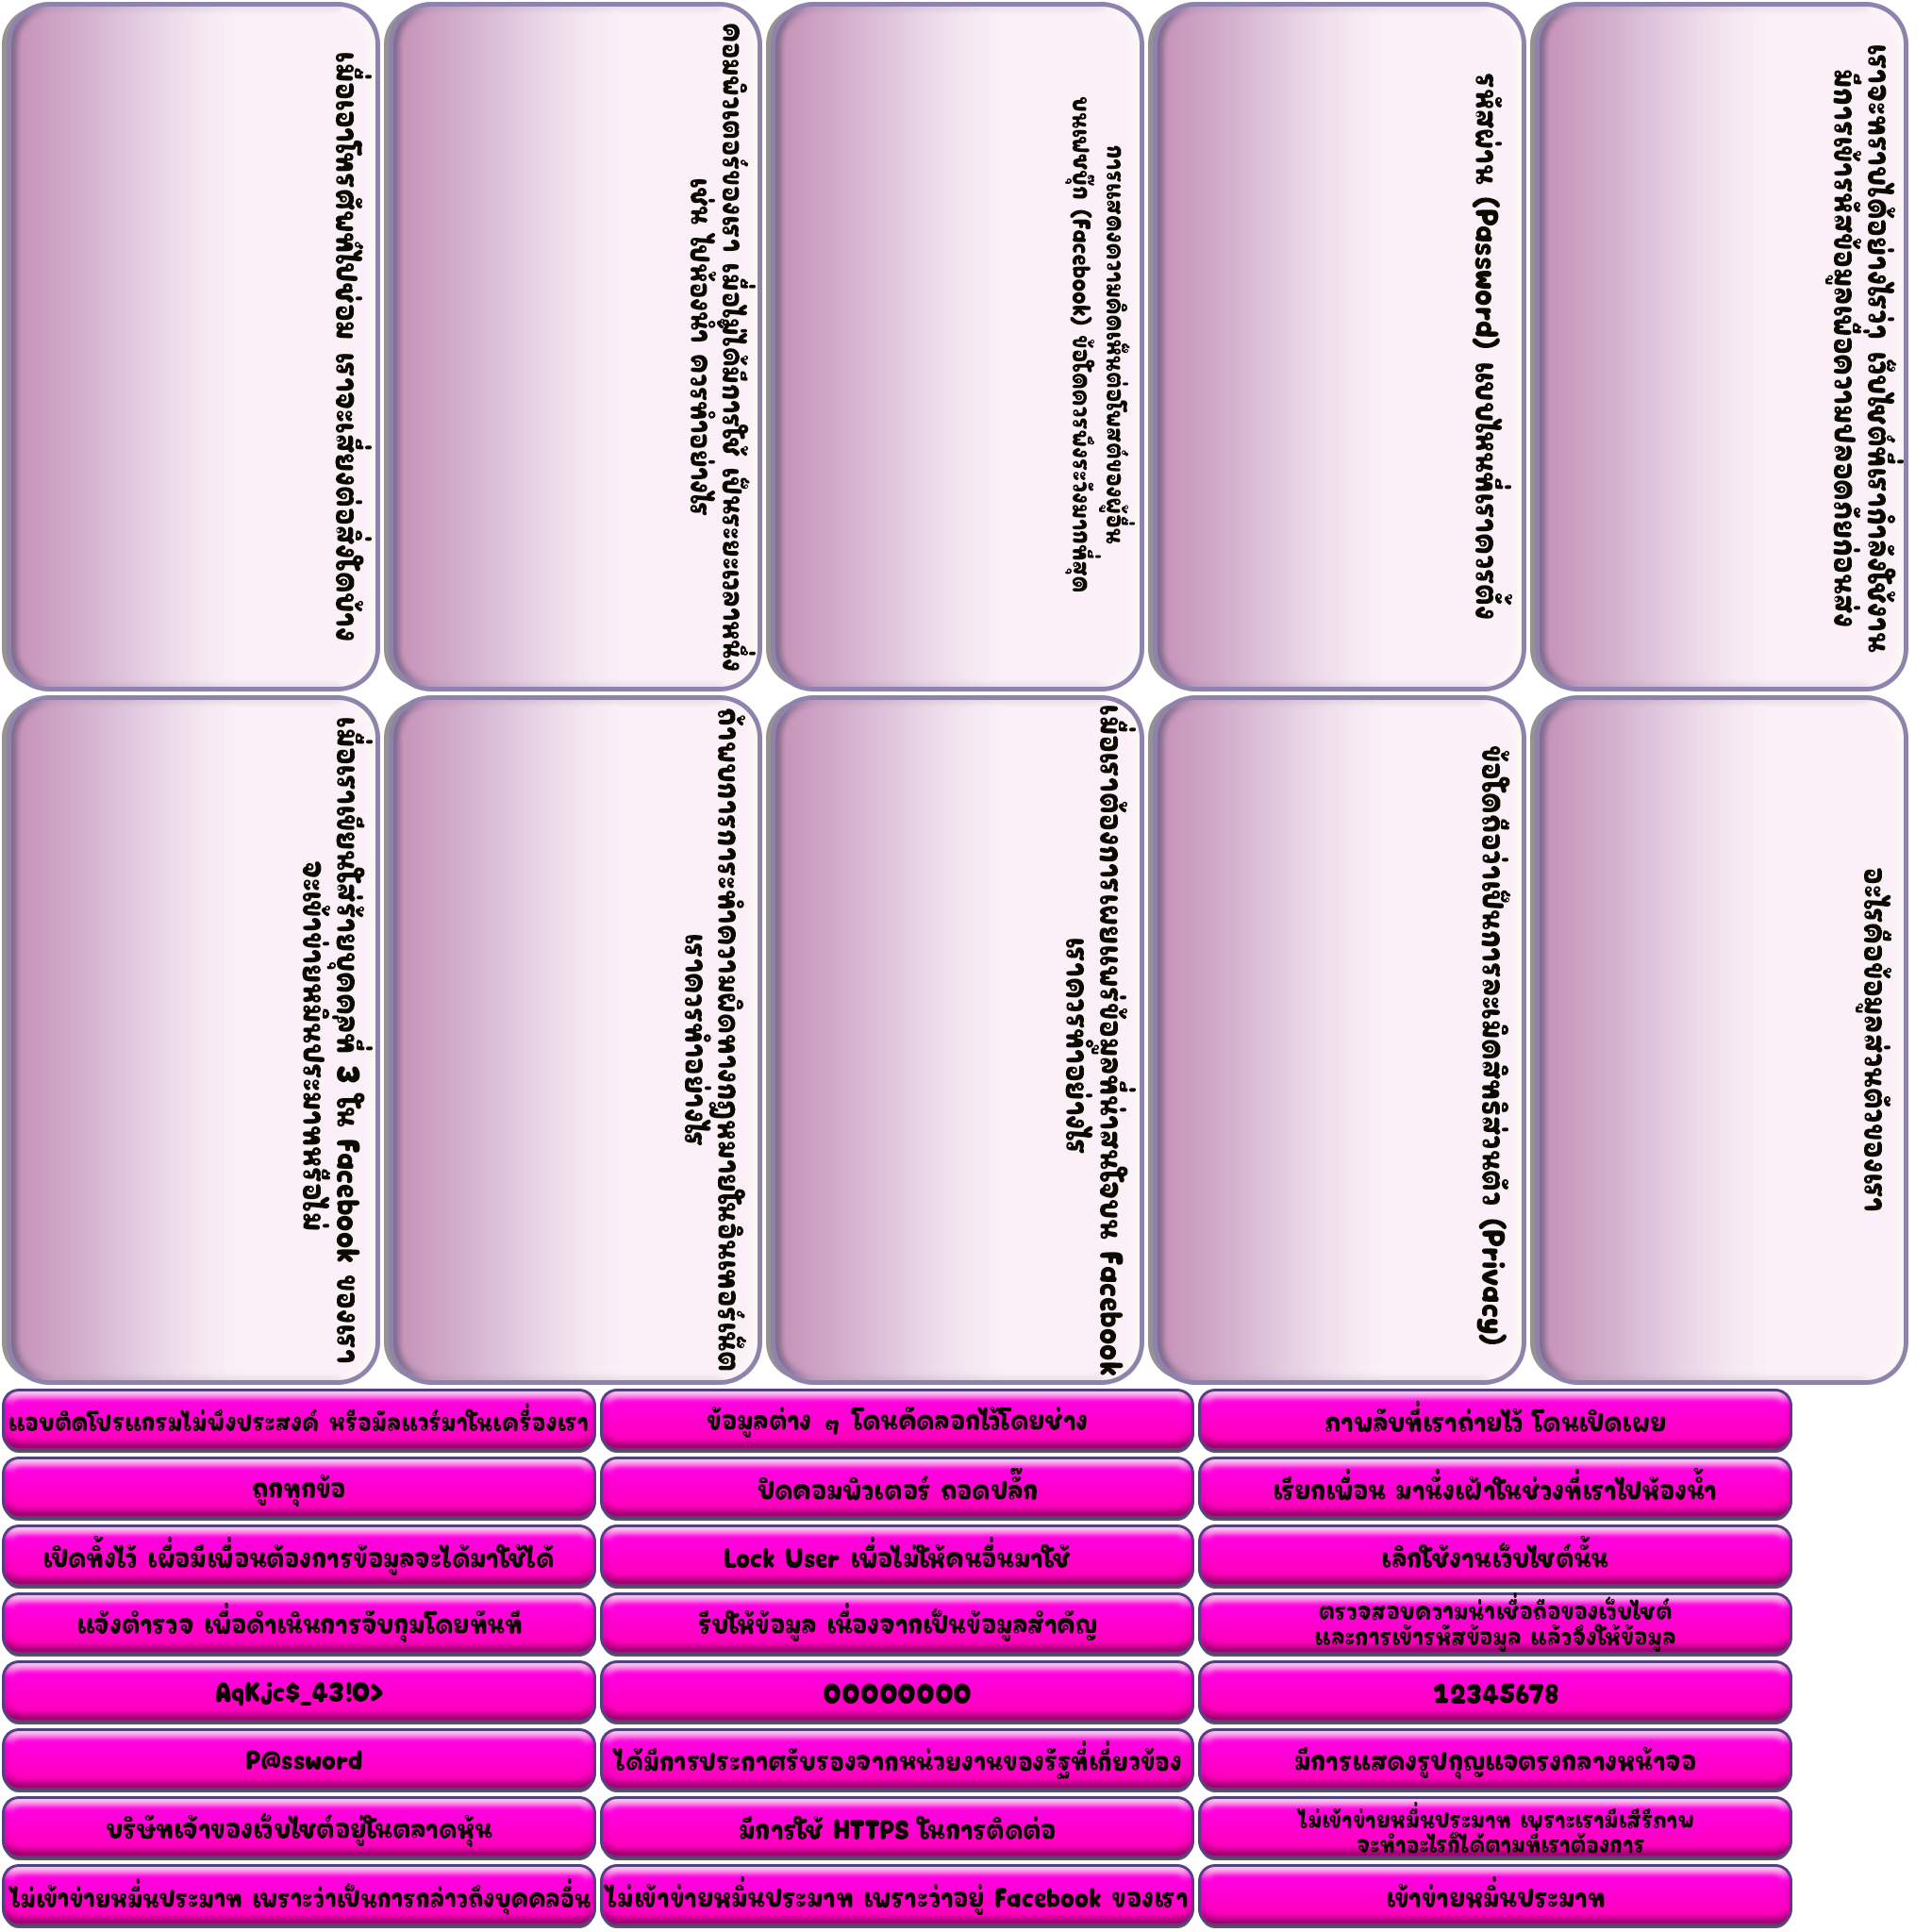 เมื่อเอาโทรศัพท์ไปซ่อม เราจะเสี่ยงต่อสิ่งใดบ้าง
คอมพิวเตอร์ของเรา เมื่อไม่ได้มีการใช้ เป็นระยะเวลาหนึ่ง
เช่น ไปห้องน้ำ ควรทำอย่างไร
การแสดงความคิดเห็นต่อโพสต์ของผู้อื่น
บนเฟซบุ๊ก (Facebook) ข้อใดควรพึงระวังมากที่สุด
รหัสผ่าน (Password) แบบไหนที่เราควรตั้ง
เราจะทราบได้อย่างไรว่า เว็บไซต์ที่เรากำลังใช้งาน
มีการเข้ารหัสข้อมูลเพื่อความปลอดภัยก่อนส่ง
เมื่อเราเขียนใส่ร้ายบุคคลที่ 3 ใน Facebook ของเรา
จะเข้าข่ายหมิ่นประมาทหรือไม่
ถ้าพบการกระทำความผิดทางกฎหมายในอินเทอร์เน็ต
เราควรทำอย่างไร
เมื่อเราต้องการเผยแพร่ข้อมูลที่น่าสนใจบน Facebook
เราควรทำอย่างไร
ข้อใดถือว่าเป็นการละเมิดสิทธิส่วนตัว (Privacy)
อะไรคือข้อมูลส่วนตัวของเรา
แอบติดโปรแกรมไม่พึงประสงค์ หรือมัลแวร์มาในเครื่องเรา
ข้อมูลต่าง ๆ โดนคัดลอกไว้โดยช่าง
ภาพลับที่เราถ่ายไว้ โดนเปิดเผย
ถูกทุกข้อ
ปิดคอมพิวเตอร์ ถอดปลั๊ก
เรียกเพื่อน มานั่งเฝ้าในช่วงที่เราไปห้องน้ำ
เปิดทิ้งไว้ เผื่อมีเพื่อนต้องการข้อมูลจะได้มาใช้ได้
Lock User เพื่อไม่ให้คนอื่นมาใช้
เลิกใช้งานเว็บไซต์นั้น
แจ้งตำรวจ เพื่อดำเนินการจับกุมโดยทันที
รีบให้ข้อมูล เนื่องจากเป็นข้อมูลสำคัญ
ตรวจสอบความน่าเชื่อถือของเว็บไซต์
และการเข้ารหัสข้อมูล แล้วจึงให้ข้อมูล
AqKjc$_43!0>
00000000
12345678
P@ssword
ได้มีการประกาศรับรองจากหน่วยงานของรัฐที่เกี่ยวข้อง
มีการแสดงรูปกุญแจตรงกลางหน้าจอ
บริษัทเจ้าของเว็บไซต์อยู่ในตลาดหุ้น
มีการใช้ HTTPS ในการติดต่อ
ไม่เข้าข่ายหมิ่นประมาท เพราะเรามีเสรีภาพ
จะทำอะไรก็ได้ตามที่เราต้องการ
ไม่เข้าข่ายหมิ่นประมาท เพราะว่าเป็นการกล่าวถึงบุคคลอื่น
ไม่เข้าข่ายหมิ่นประมาท เพราะว่าอยู่ Facebook ของเรา
เข้าข่ายหมิ่นประมาท